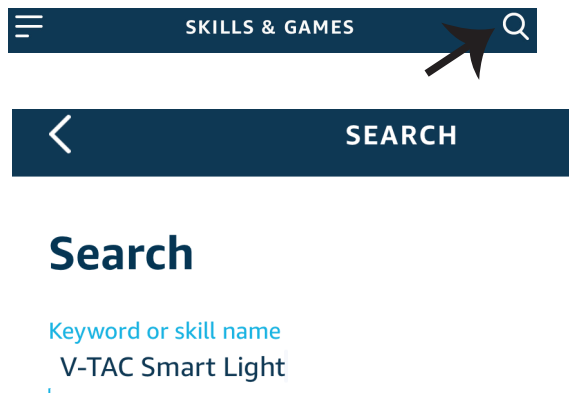 SKILLS & GAMES
SEARCH
Search
Keyword or skill name
V-TAC Smart Light